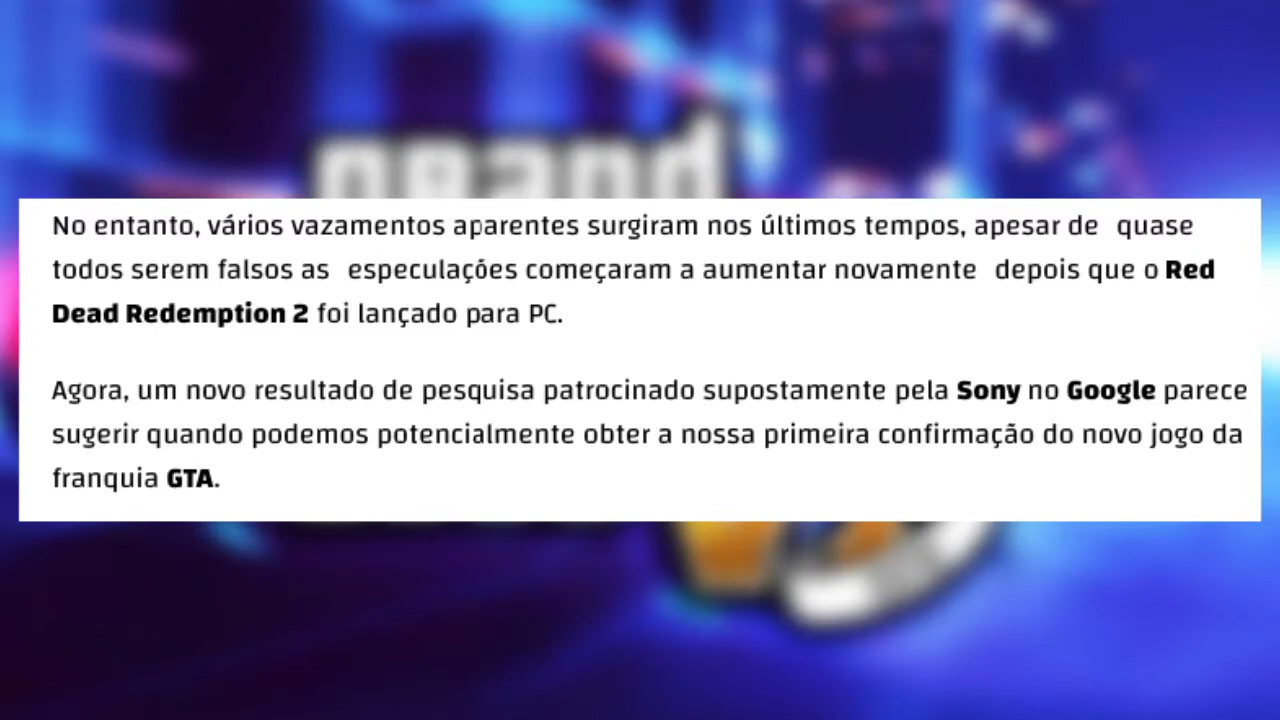 grand
No entanto, vários vazamentos aparentes surgiram nos últimos tempos, apesar de quase
todos serem falsos as especulações começaram a aumentar novamente depois que o Red
Dead Redemption 2 foi lançado para PC.
Agora, um novo resultado de pesquisa patrocinado supostamente pela Sony no Google parece
sugerir quando podemos potencialmente obter a nossa primeira confirmação do novo jogo da
franquia GTA.